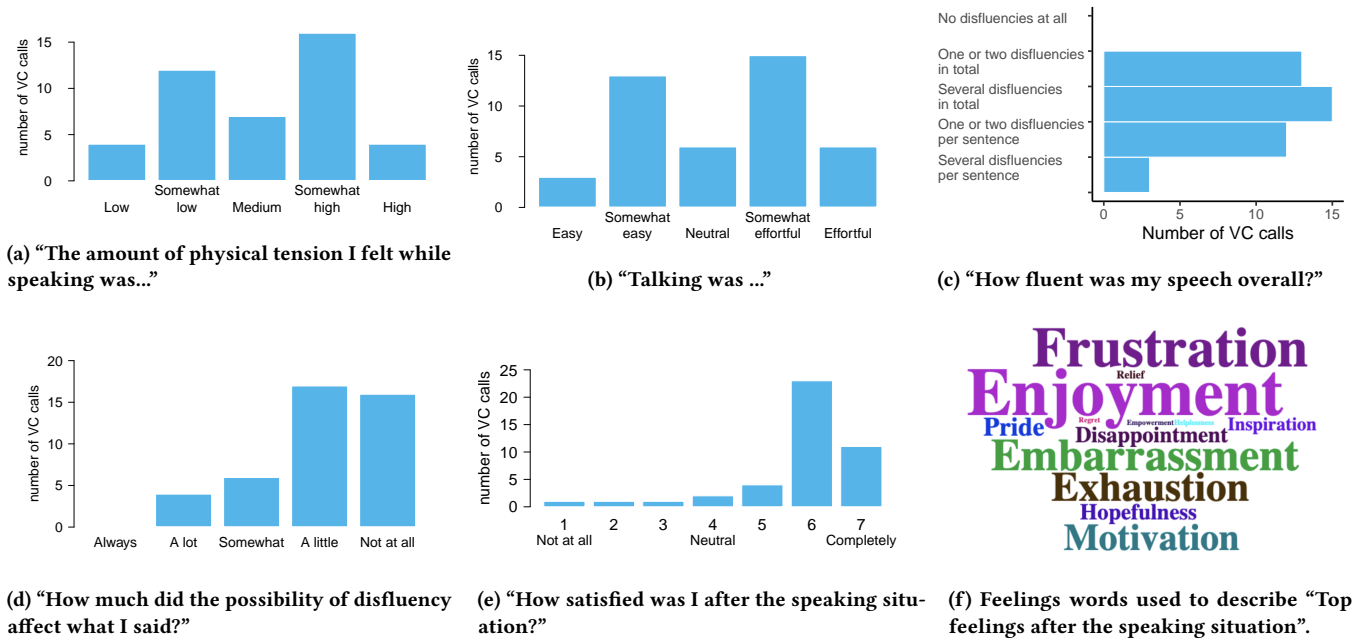 number of VC calls
15
10
5
0
Low
Somewhat
low
Medium
Somewhat
high
High
(a) “The amount of physical tension I felt while
speaking was...”
number of VC calls
15
10
5
0
Easy
Somewhat
easy
Neutral
Somewhat
effortful
Effortful
(b) “Talking was ...”
No disfluencies at all
One or two disfluencies
in total
Several disfluencies
in total
One or two disfluencies
per sentence
Several disfluencies
per sentence
0 5 10 15
Number of VC calls
(c) “How fluent was my speech overall?”
number of VC calls
20
15
10
5
0
Always A lot Somewhat A little Not at all
(d) “How much did the possibility of disfluency
affect what I said?”
number of VC calls
25
20
15
10
5
0
1 2 3 4 5 6 7
Not at all Neutral Completely
(e) “How satisfied was I after the speaking situ-
ation?”
Frustration
Relief
Enjoyment
Pride
Regret
Empowerment
Helplessness
Inspiration
Disappointment
Embarrassment
Exhaustion
Hopefulness
Motivation
(f) Feelings words used to describe “Top
feelings after the speaking situation”.